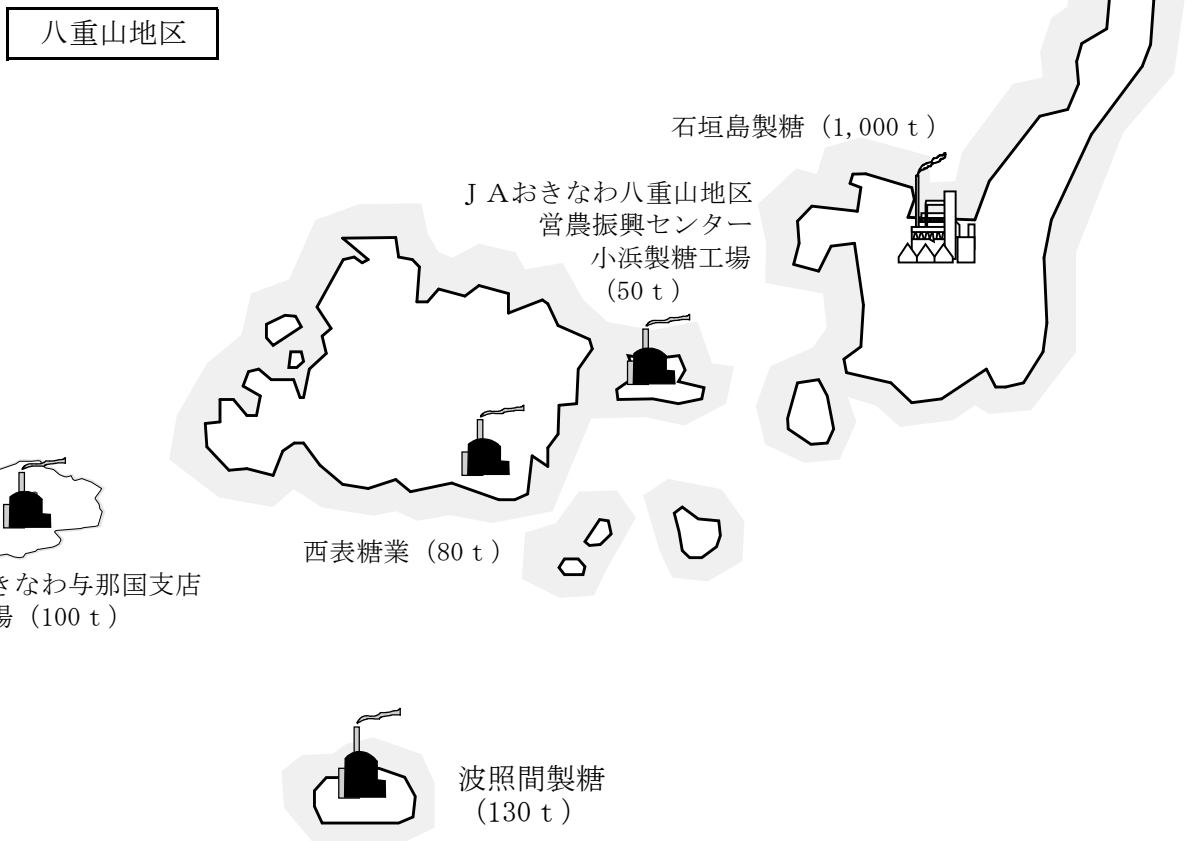 八重山地区
石垣島製糖（1,000ｔ）
ＪＡおきなわ八重山地区
営農振興センター
小浜製糖工場
（50ｔ）
西表糖業（80ｔ）
きなわ与那国支店
場（100ｔ）
波照間製糖
（130ｔ）